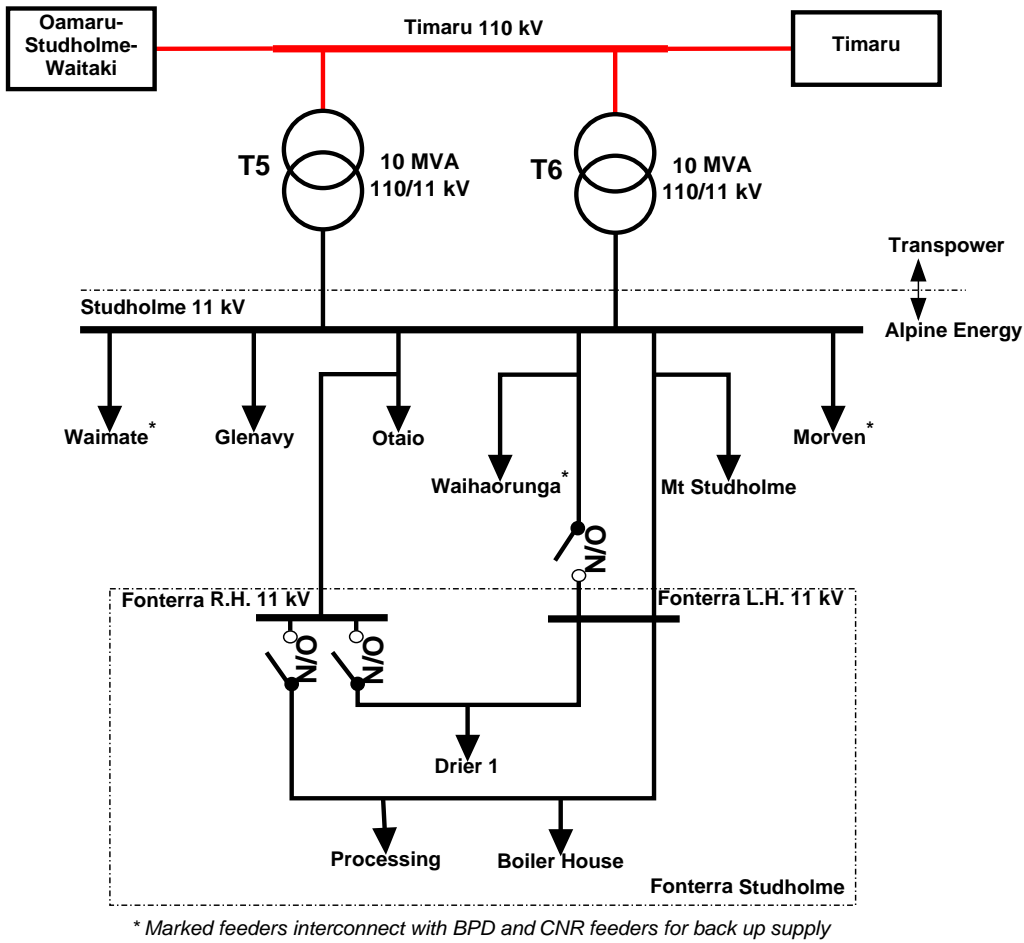 Oamaru-
Studholme-
Waitaki
Timaru 110 kV
Timaru
T5
10 MVA
110/11 kV
T6
10 MVA
110/11 kV
Transpower
Studholme 11 kV
Alpine Energy
Waimate*
Glenavy
Otaio
Waihaorunga*
Mt Studholme
Morven*
N/O
Fonterra R.H. 11 kV
Fonterra L.H. 11 kV
N/O
N/O
Drier 1
Processing
Boiler House
Fonterra Studholme
* Marked feeders interconnect with BPD and CNR feeders for back up supply